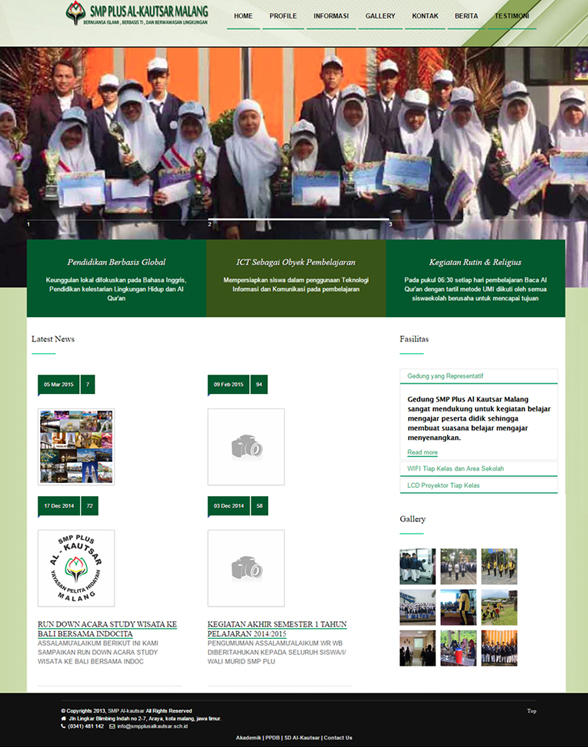 SMP PLUS AL-KAUTSAR MALANG
BERNUANSA ISLAMI , BERBASIS TI , DAN BERWAWASAN LINGKUNGAN
HOME PROFILE INFORMASI GALLERY KONTAK BERITA TESTIMONI
1 2 3
Pendidikan Berbasis Global
Keunggulan lokal difokuskan pada Bahasa Inggris,
Pendidikan kelestarian Lingkungan Hidup dan Al
Qur'an
ICT Sebagai Obyek Pembelajaran
Mempersiapkan siswa dalam penggunaan Teknologi
Informasi dan Komunikasi pada pembelajaran
Kegiatan Rutin & Religius
Pada pukul 06:30 setiap hari pembelajaran Baca Al
Qur'an dengan tartil metode UMI diikuti oleh semua
siswaekolah berusaha untuk mencapai tujuan
Latest News
05 Mar 2015 7
09 Feb 2015 94
17 Dec 2014 72
SMP PLUS
AL - KAUTSAR
YAYASAN PELITA HIDAYAH
MALANG
RUN DOWN ACARA STUDY WISATA KE
BALI BERSAMA INDOCITA
ASSALAMU'ALAIKUM BERIKUT INI KAMI
SAMPAIKAN RUN DOWN ACARA STUDY
WISATA KE BALI BERSAMA INDOC
03 Dec 2014 58
KEGIATAN AKHIR SEMESTER 1 TAHUN
PELAJARAN 2014/2015
PENGUMUMAN ASSALAMU'ALAIKUM WR WB
DIBERITAHUKAN KEPADA SELURUH SISWA/I/
WALI MURID SMP PLU
Fasilitas
Gedung yang Representatif
Gedung SMP Plus Al Kautsar Malang
sangat mendukung untuk kegiatan belajar
mengajar peserta didik sehingga
membuat suasana belajar mengajar
menyenangkan.
Read more
WIFI Tiap Kelas dan Area Sekolah
LCD Proyektor Tiap Kelas
Gallery
© Copyrights 2013, SMP Al-kautsar All Rights Reserved
Jln Lingkar Blimbing Indah no 2-7, Araya, kota malang, jawa timur.
(0341) 481 142 info@smpplusalkautsar.sch.id
Top
Akademik | PPDB | SD Al-Kautsar | Contact Us